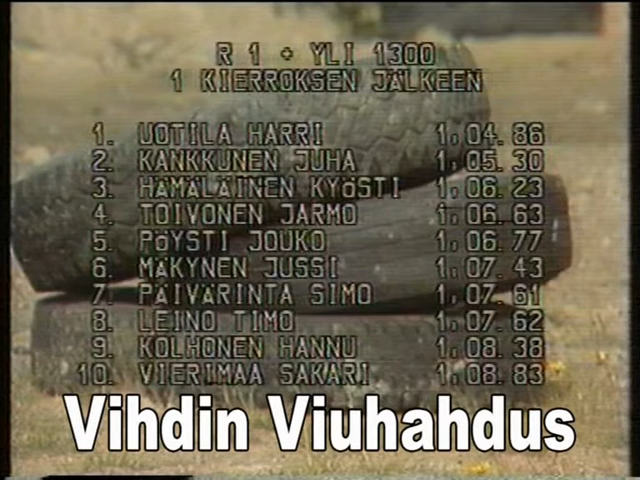 R 1 + YLI 1300
1 KIERROKSEN JÄLKEEN
1. UOTILA HARRI 1.04.86
2. KANKKUNEN JUHA 1.05.30
3. HÄMÄLÄINEN KYÖSTI 1.06.23
4. TOIVONEN JARMO 1.06.63
5. PÖYSTI JOUKO 1.06.77
6. MÄKYNEN JUSSI 1.07.43
7. PÄIVÄRINTA SIMO 1.07.61
8. LEINO TIMO 1.07.62
9. KOLHONEN HANNU 1.08.38
10. VIERIMAA SAKARI 1.08.83
Vihdin Viuhahdus